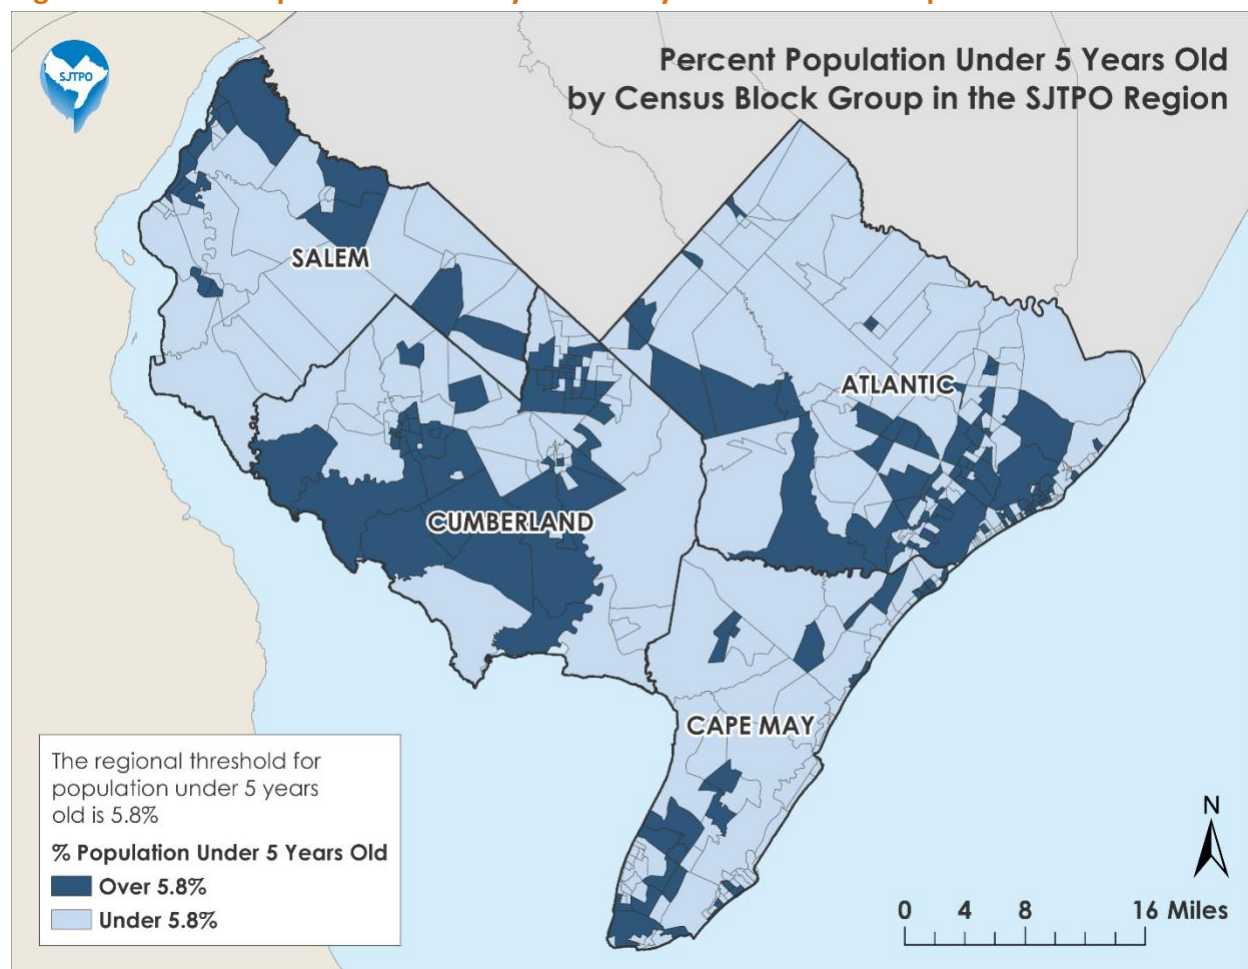 SJTPO
Percent Population Under 5 Years Old
by Census Block Group in the SJTPO Region
SALEM
ATLANTIC
CUMBERLAND
CAPE MAY
The regional threshold for
population under 5 years
old is 5.8%
% Population Under 5 Years Old
Over 5.8%
Under 5.8%
N
0 4 8 16 Miles